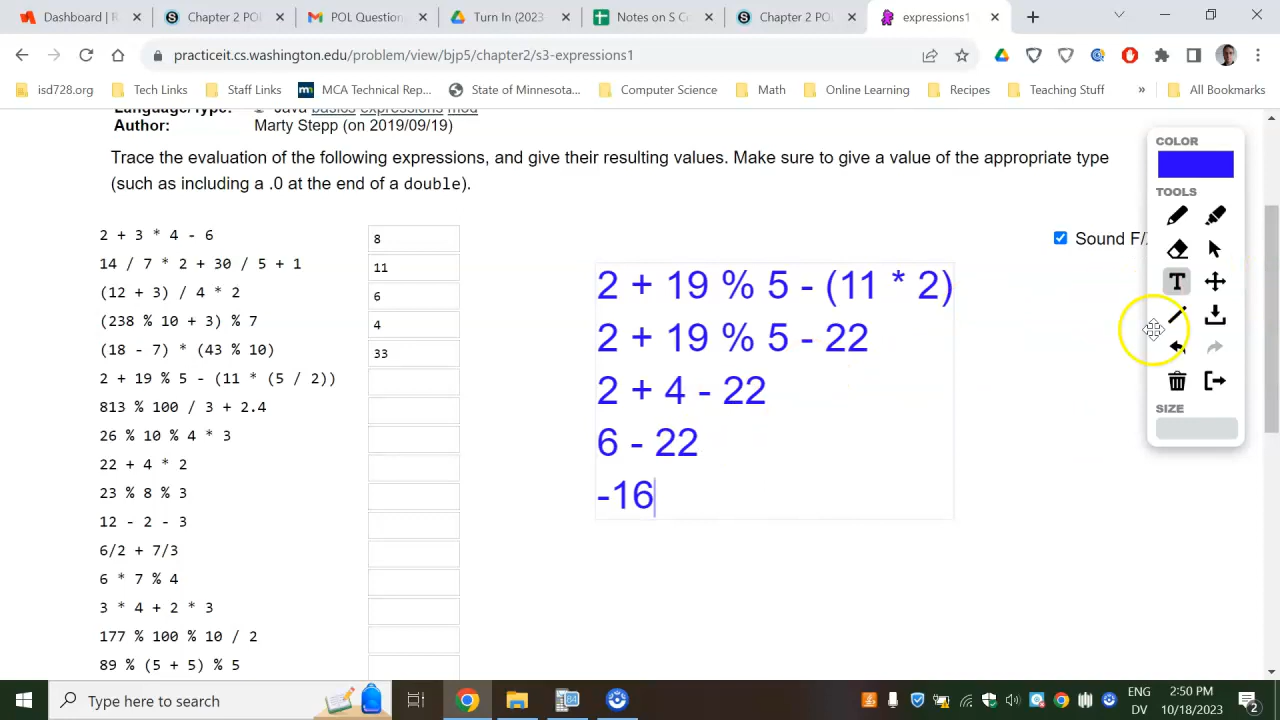 Dashboard | R
Chapter 2 POL
POL Question
Turn In (2023
Notes on S C
Chapter 2 PO
expressions1
practiceit.cs.washington.edu/problem/view/bjp5/chapter2/s3-expressions1
isd728.org
Tech Links
Staff Links
MCA Technical Rep...
State of Minnesota...
Computer Science
Math
Online Learning
Recipes
Teaching Stuff
»
All Bookmarks
Language/Type: Java basics expressions mod
Author: Marty Stepp (on 2019/09/19)
Trace the evaluation of the following expressions, and give their resulting values. Make sure to give a value of the appropriate type
(such as including a .0 at the end of a double).
2 + 3 * 4 - 6 8
14 / 7 * 2 + 30 / 5 + 1 11
(12 + 3) / 4 * 2 6
(238 % 10 + 3) % 7 4
(18 - 7) * (43 % 10) 33
2 + 19 % 5 - (11 * (5 / 2))
813 % 100 / 3 + 2.4
26 % 10 % 4 * 3
22 + 4 * 2
23 % 8 % 3
12 - 2 - 3
6/2 + 7/3
6 * 7 % 4
3 * 4 + 2 * 3
177 % 100 % 10 / 2
89 % (5 + 5) % 5
Sound F/
2 + 19 % 5 - (11 * 2)
2 + 19 % 5 - 22
2 + 4 - 22
6 - 22
-16
COLOR
TOOLS
T
SIZE
Type here to search
ENG
DV
2:50 PM
10/18/2023
2